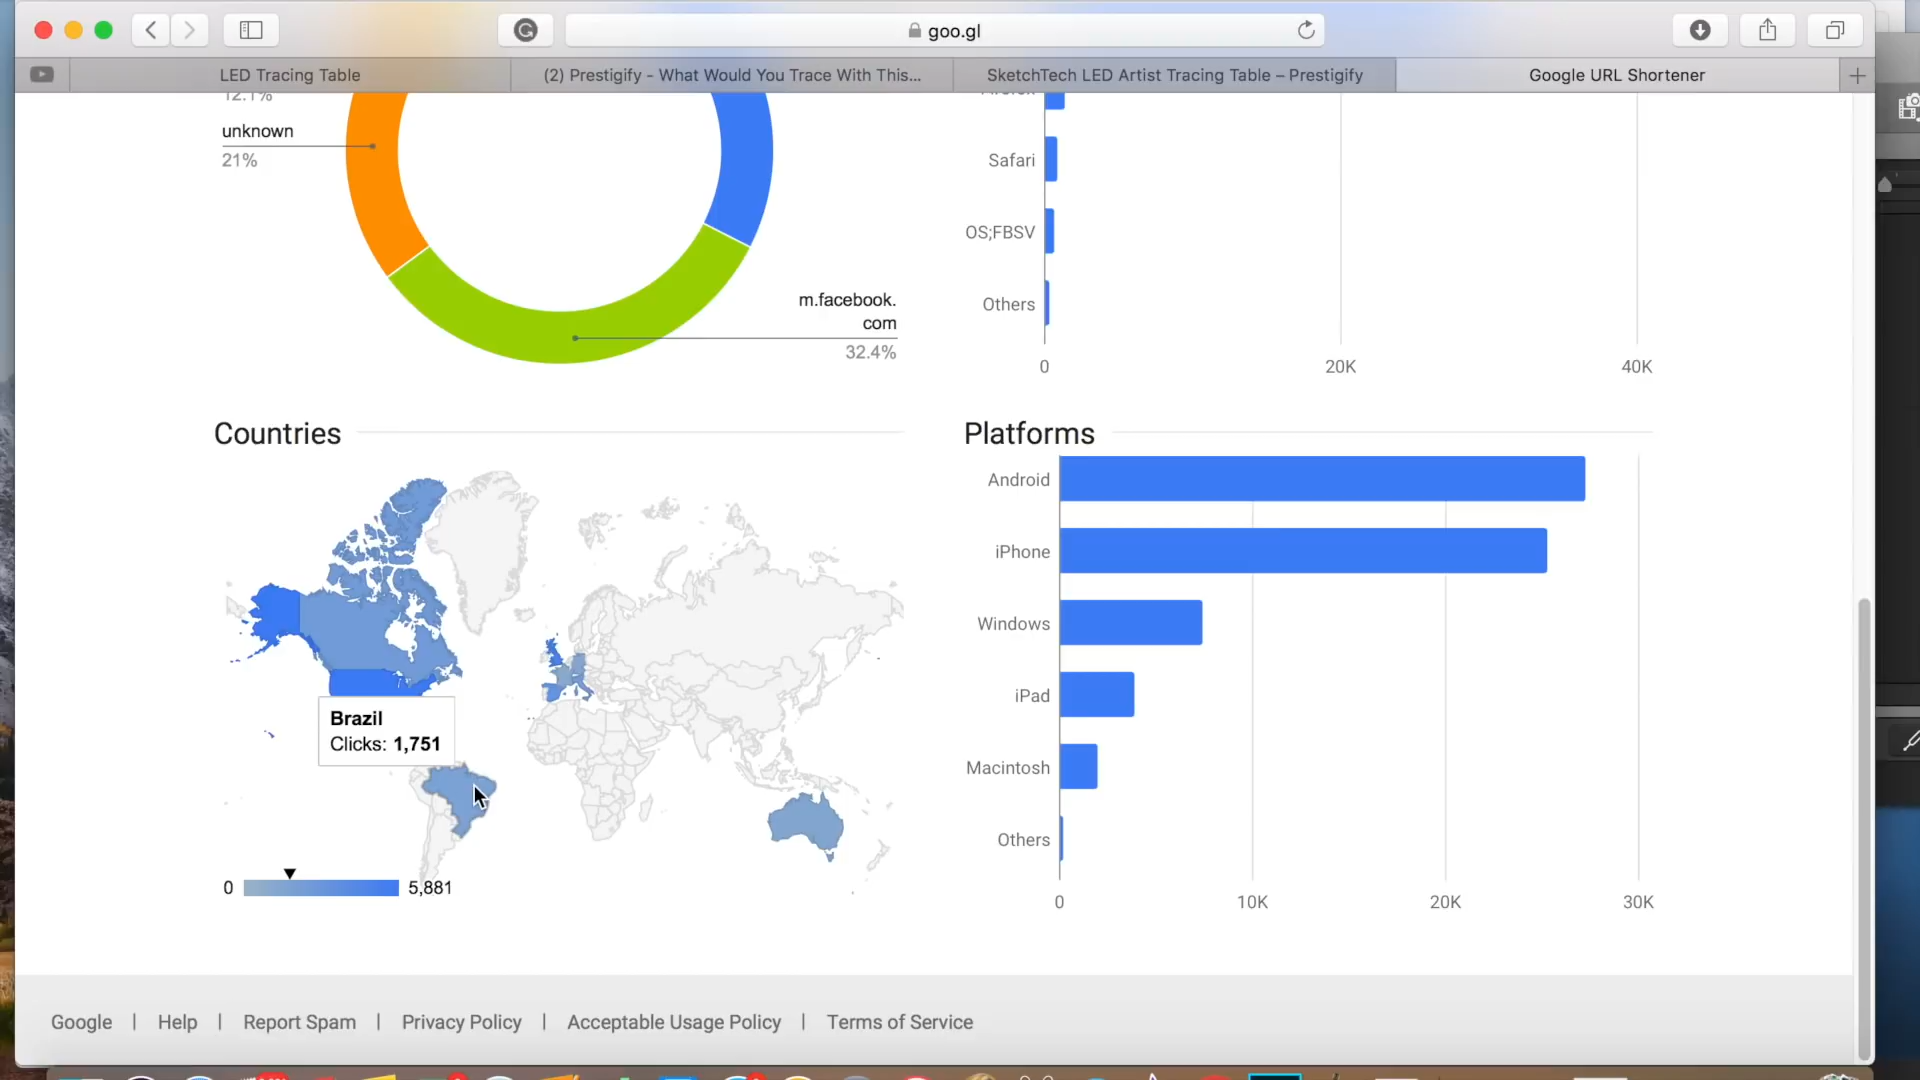 goo.gl
LED Tracing Table
(2) Prestigify - What Would You Trace With This...
SketchTech LED Artist Tracing Table – Prestigify
Google URL Shortener
12.1%
unknown
21%
m.facebook.
com
32.4%
Firefox
Safari
OS;FBSV
Others
0
20K
40K
Countries
Brazil
Clicks: 1,751
0
5,881
Platforms
Android
iPhone
Windows
iPad
Macintosh
Others
0
10K
20K
30K
Google | Help | Report Spam | Privacy Policy | Acceptable Usage Policy | Terms of Service